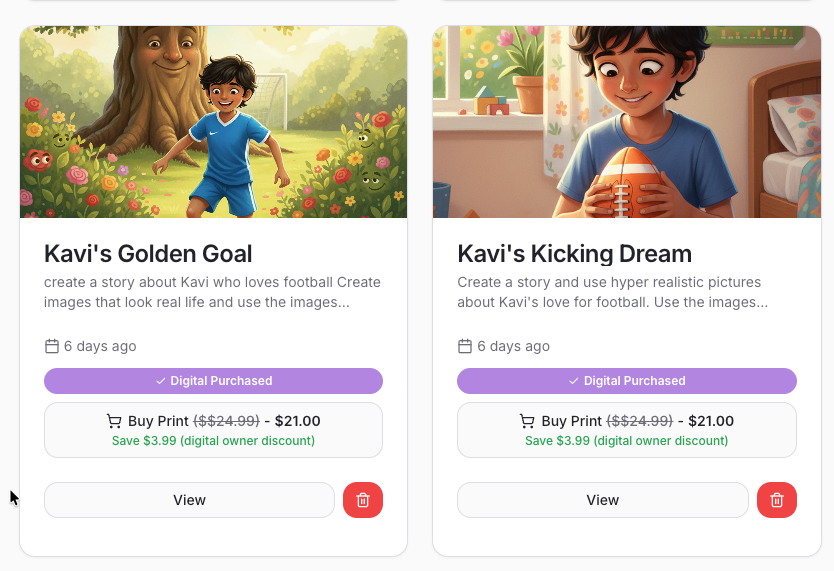 Kavi's Golden Goal
create a story about Kavi who loves football Create
images that look real life and use the images...
6 days ago
Digital Purchased
Buy Print ($$24.99) - $21.00
Save $3.99 (digital owner discount)
View
Kavi's Kicking Dream
Create a story and use hyper realistic pictures
about Kavi's love for football. Use the images...
6 days ago
Digital Purchased
Buy Print ($$24.99) - $21.00
Save $3.99 (digital owner discount)
View